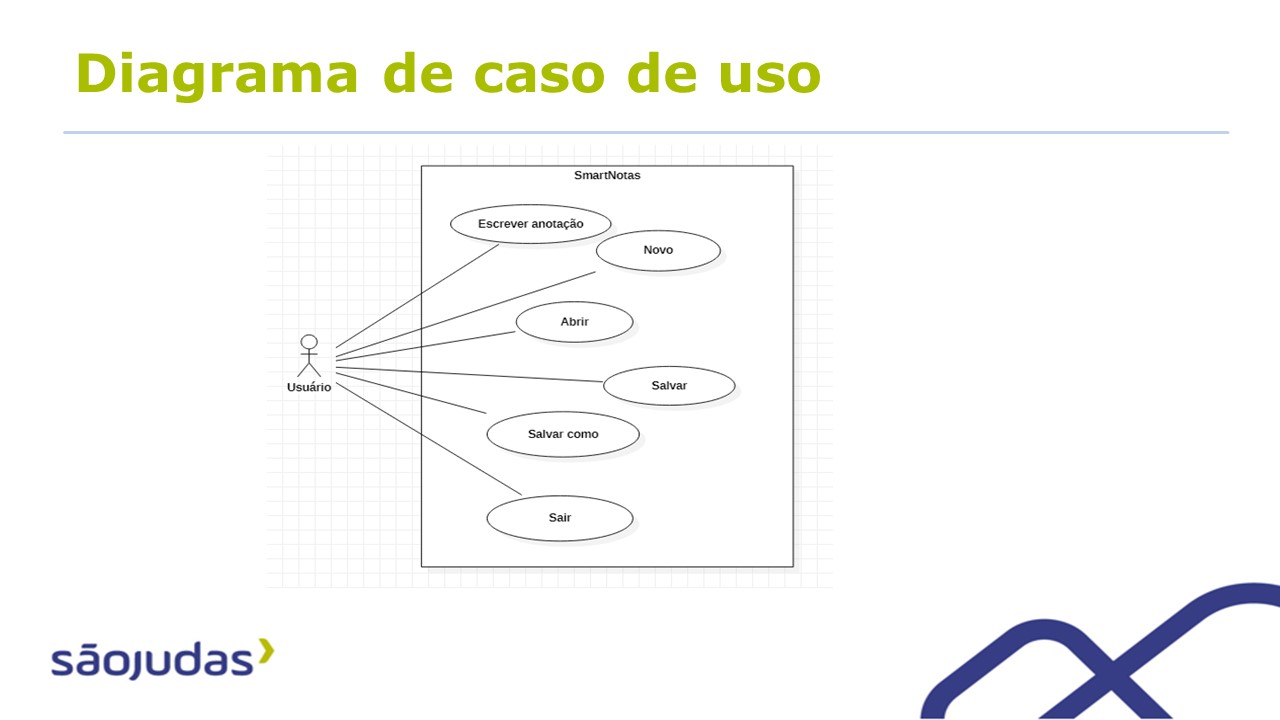 Diagrama de caso de uso
SmartNotas
Escrever anotação
Novo
Abrir
Usuário
Salvar
Salvar como
Sair
sãojudas